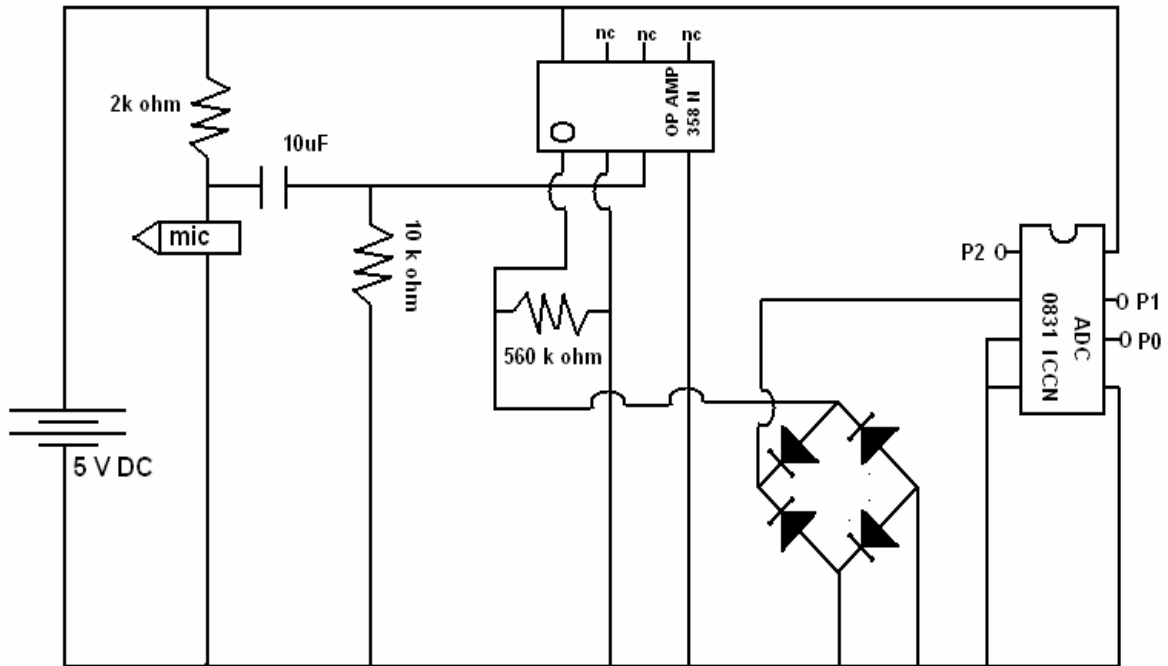 nc nc nc
2k ohm
OP AMP
358 N
10uF
mic
10 k ohm
P2
ADC
0831 ICCN
P1
P0
560 k ohm
5 V DC